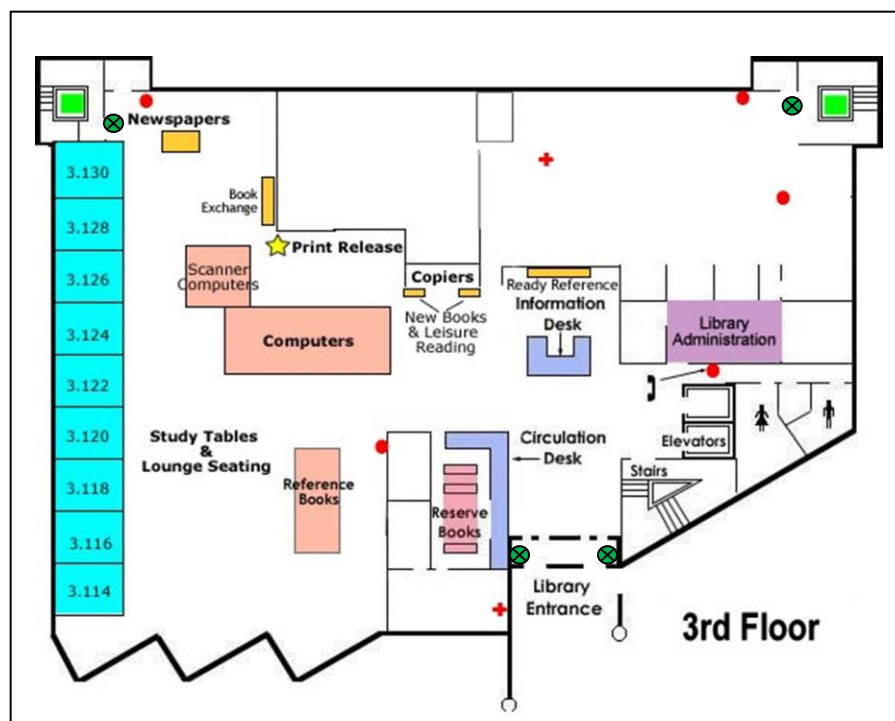 Newspapers
3.130
3.128
3.126
3.124
3.122
3.120
3.118
3.116
3.114
Book
Exchange
Print Release
Scanner
Computers
Computers
Copiers
New Books
& Leisure
Reading
Ready Reference
Information
Desk
Library
Administration
Study Tables
&
Lounge Seating
Reference
Books
Circulation
Desk
Reserve
Books
Elevators
Stairs
Library
Entrance
3rd Floor